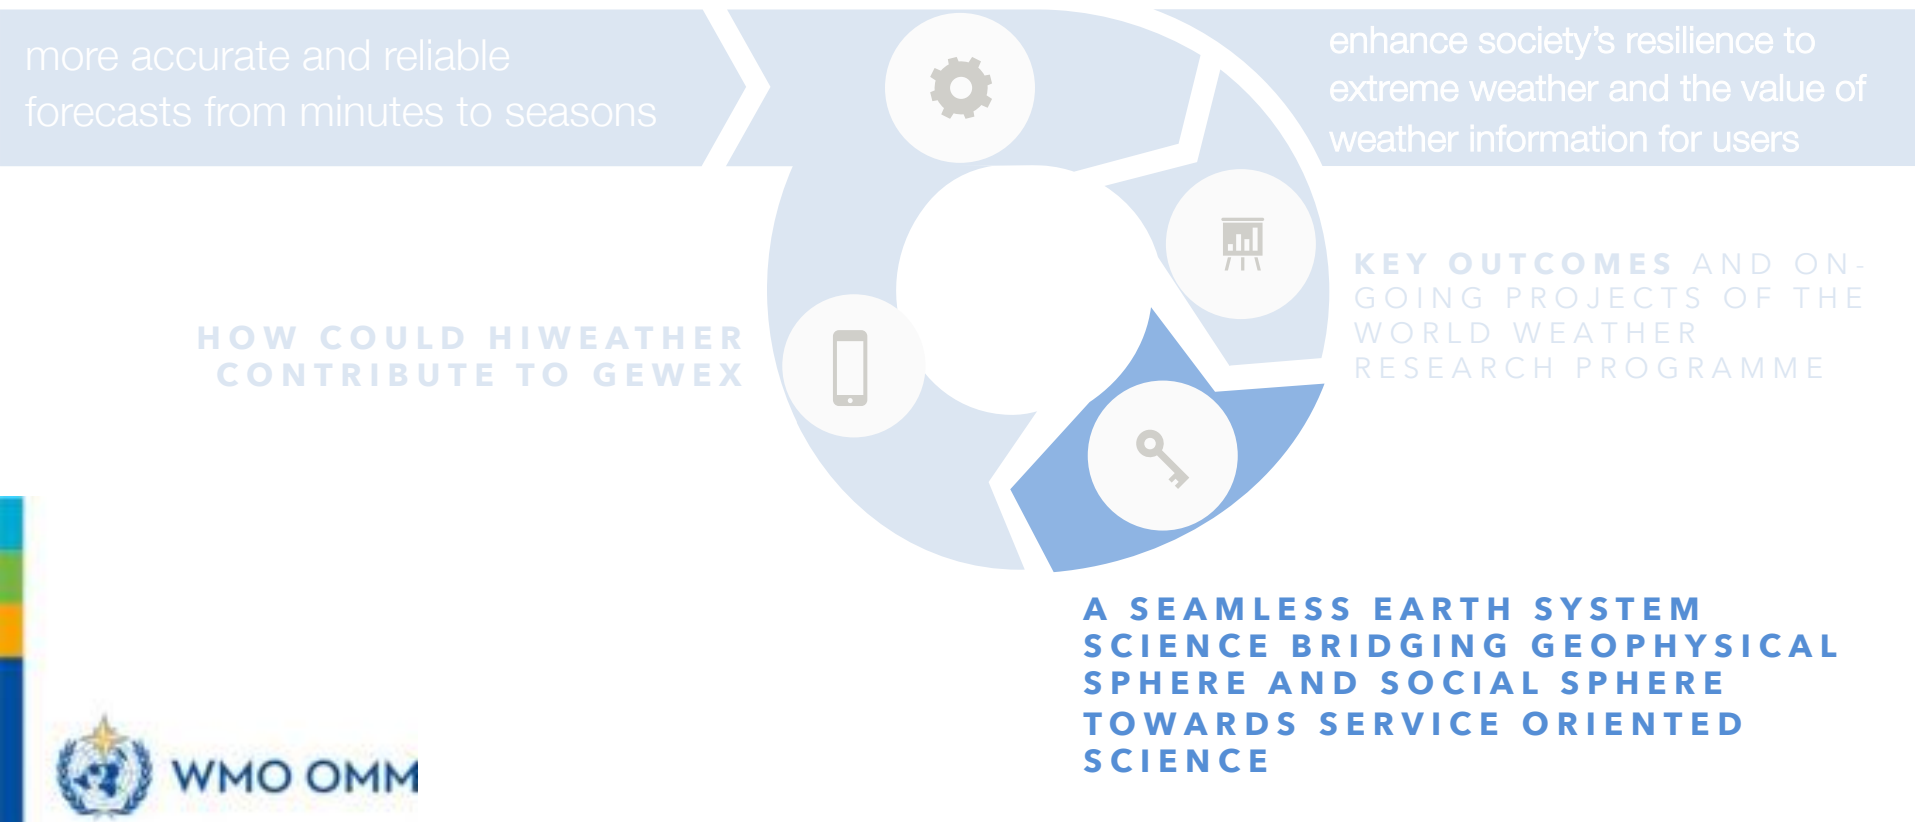 more accurate and reliable
forecasts from minutes to seasons
enhance society's resilience to
extreme weather and the value of
weather information for users
KEY OUTCOMES AND ON-
GOING PROJECTS OF THE
WORLD WEATHER
RESEARCH PROGRAMME
HOW COULD HIWEATHER
CONTRIBUTE TO GEWEX
A SEAMLESS EARTH SYSTEM
SCIENCE BRIDGING GEOPHYSICAL
SPHERE AND SOCIAL SPHERE
TOWARDS SERVICE ORIENTED
SCIENCE
WMO OMM